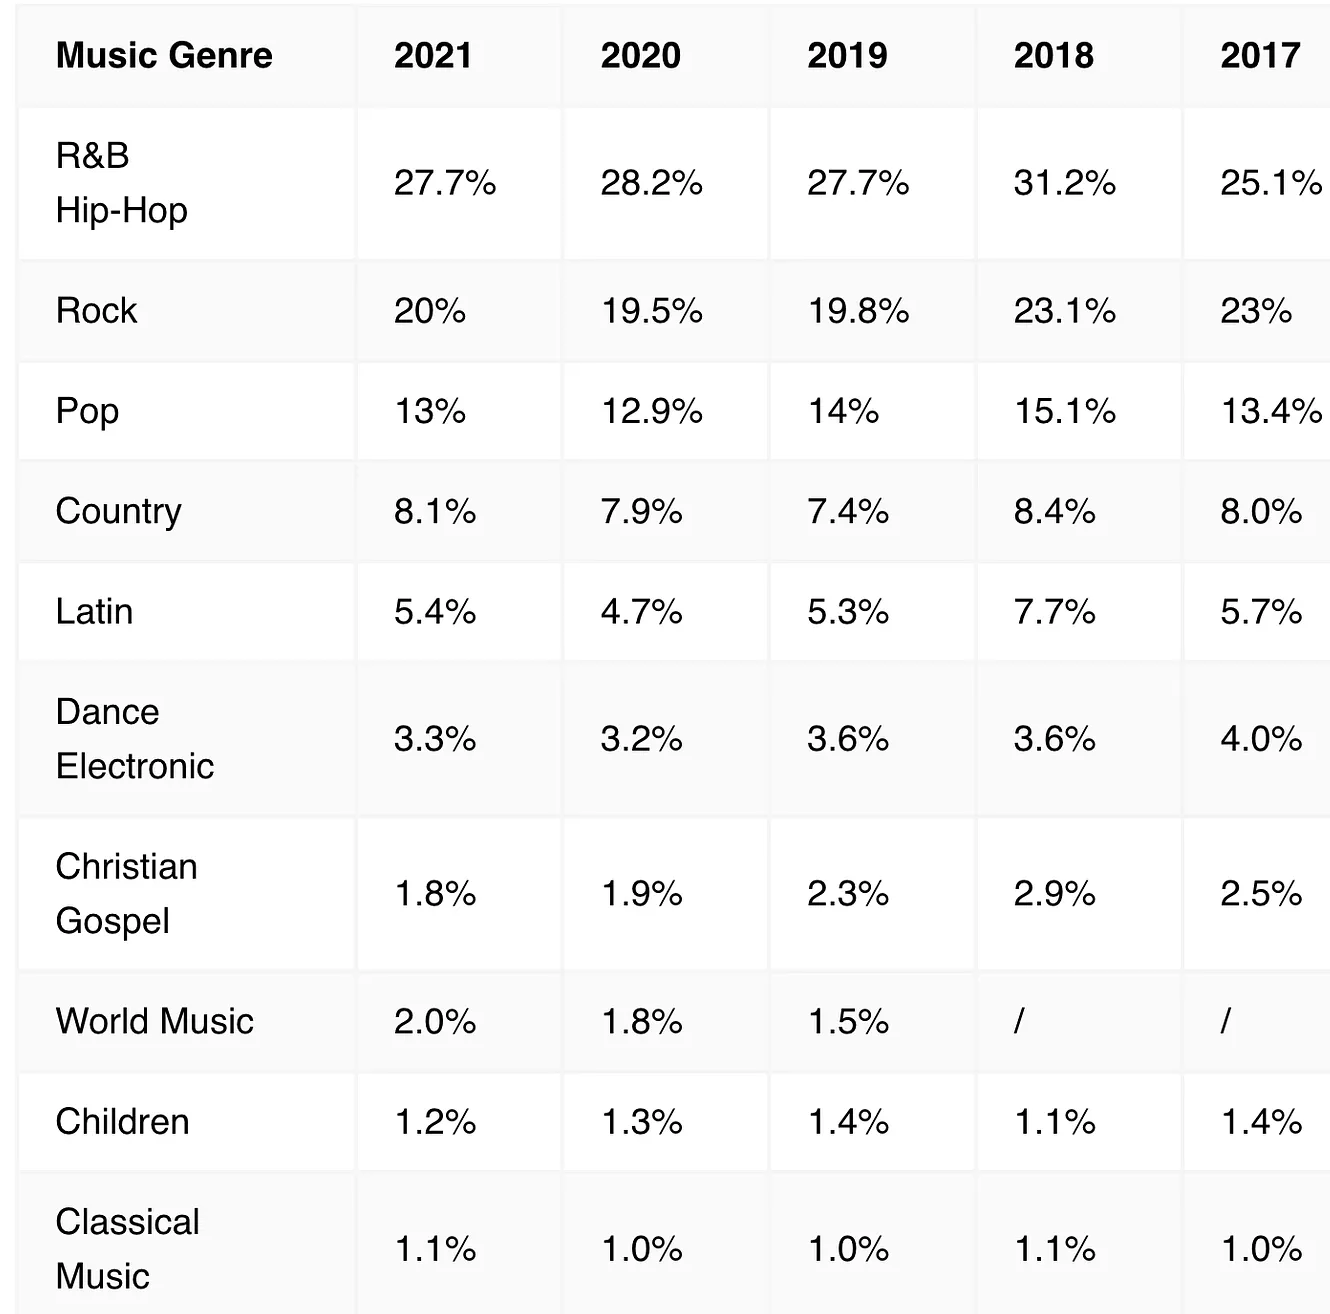 Music Genre 2021 2020 2019 2018 2017
R&B
Hip-Hop 27.7% 28.2% 27.7% 31.2% 25.1%
Rock 20% 19.5% 19.8% 23.1% 23%
Pop 13% 12.9% 14% 15.1% 13.4%
Country 8.1% 7.9% 7.4% 8.4% 8.0%
Latin 5.4% 4.7% 5.3% 7.7% 5.7%
Dance
Electronic 3.3% 3.2% 3.6% 3.6% 4.0%
Christian
Gospel 1.8% 1.9% 2.3% 2.9% 2.5%
World Music 2.0% 1.8% 1.5% / /
Children 1.2% 1.3% 1.4% 1.1% 1.4%
Classical
Music 1.1% 1.0% 1.0% 1.1% 1.0%